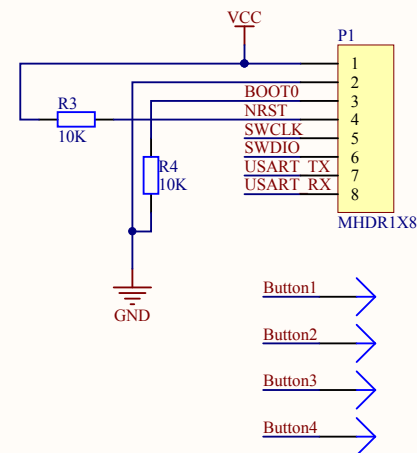 VCC
P1
1
2
BOOT0
3
R3
NRST
4
10K
SWCLK
5
SWDIO
6
R4
USART_TX
7
10K
USART_RX
8
MHDR1X8
Button1
GND
Button2
Button3
Button4